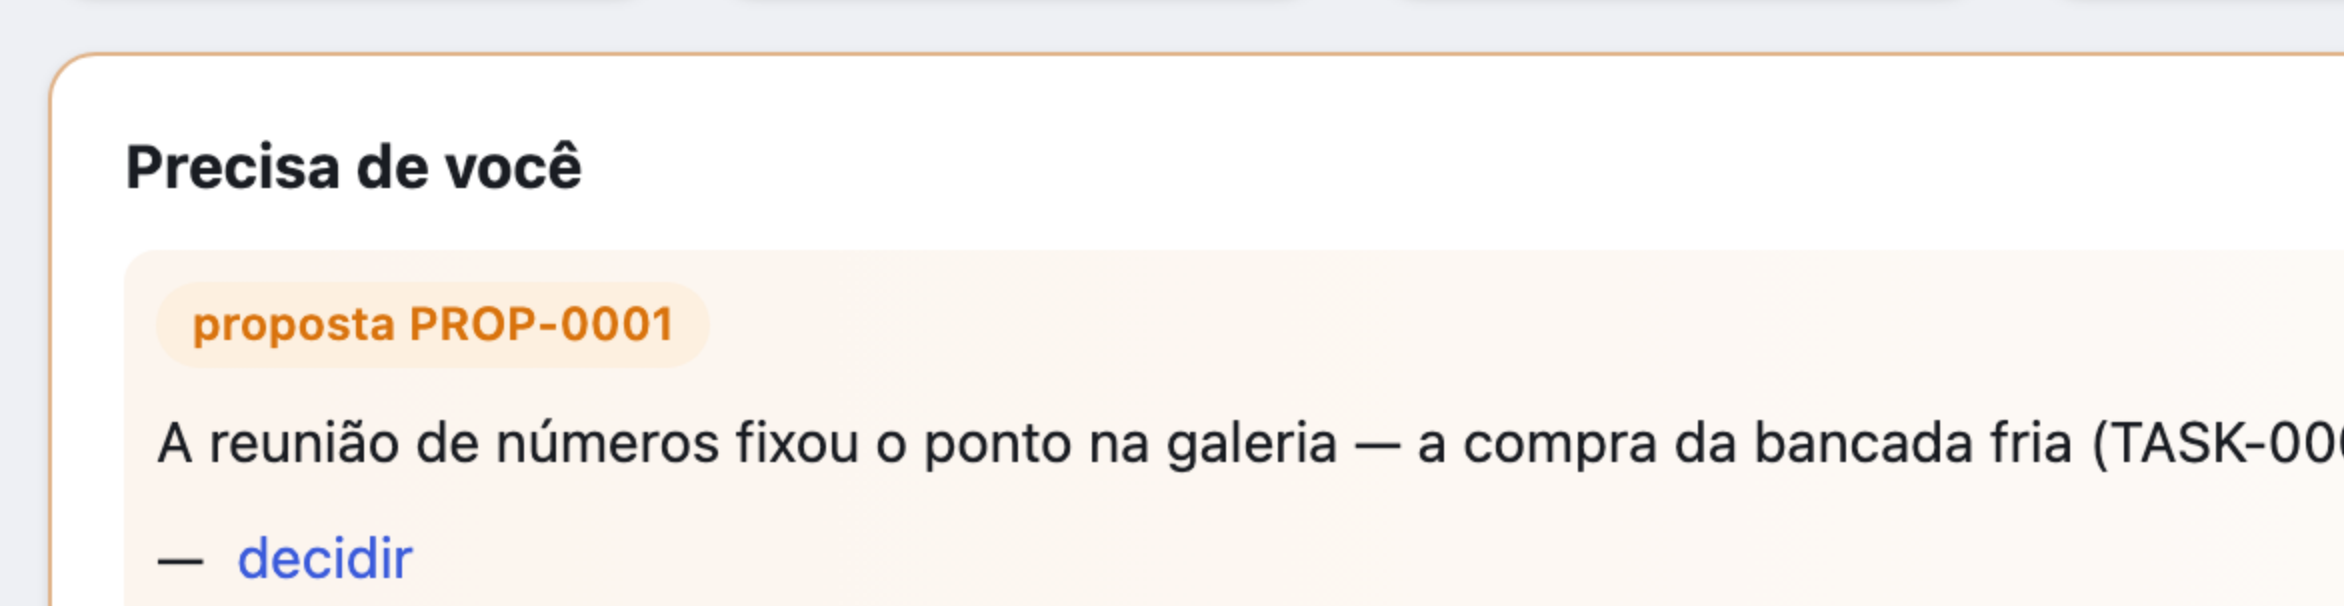 Precisa de você
proposta PROP-0001
A reunião de números fixou o ponto na galeria — a compra da bancada fria (TASK-00
— decidir